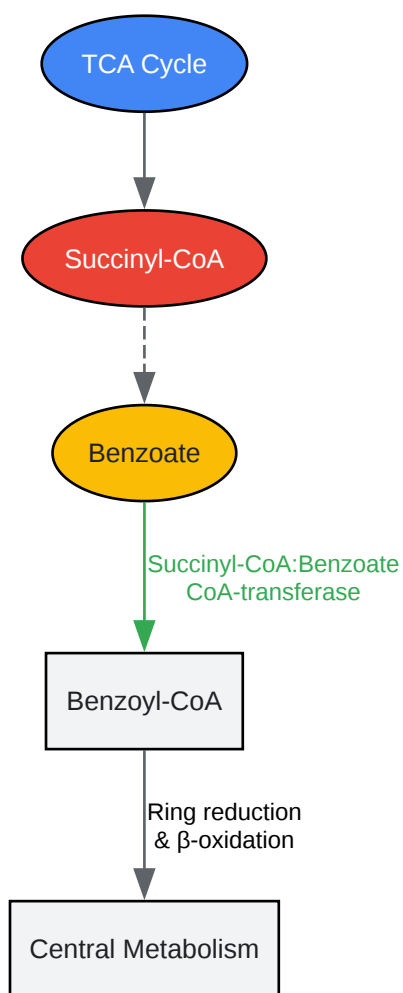 TCA Cycle
Succinyl-CoA
Benzoate
Succinyl-CoA:Benzoate
CoA-transferase
Benzoyl-CoA
Ring reduction
& β-oxidation
Central Metabolism